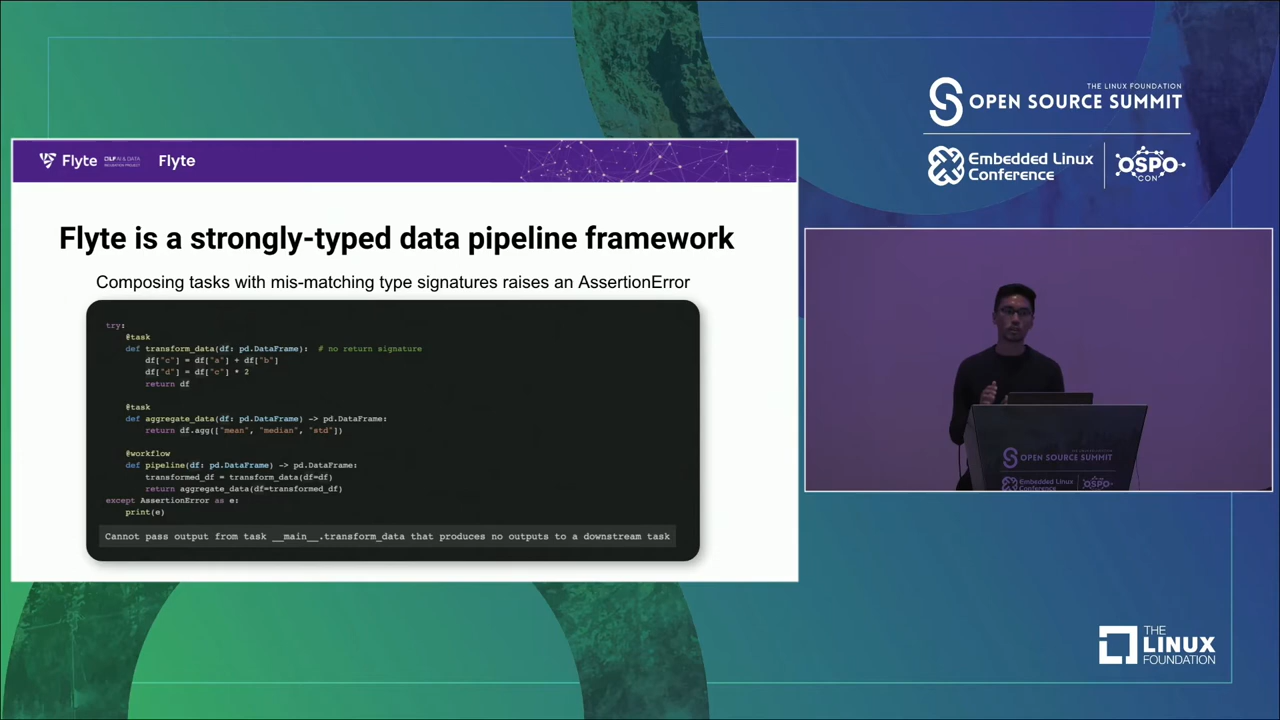 THE LINUX FOUNDATION
OPEN SOURCE SUMMIT
Embedded Linux
Conference
OSPO
CON
Flyte
Flyte
Flyte is a strongly-typed data pipeline framework
Composing tasks with mis-matching type signatures raises an AssertionError
try:
@task
def transform_data(df: pd.DataFrame):  # no return signature
df["c"] = df["a"] + df["b"]
df["d"] = df["c"] * 2
return df
@task
def aggregate_data(df: pd.DataFrame) -> pd.DataFrame:
return df.agg(["mean", "median", "std"])
@workflow
def pipeline(df: pd.DataFrame) -> pd.DataFrame:
transformed_df = transform_data(df=df)
return aggregate_data(df=transformed_df)
except AssertionError as e:
print(e)
Cannot pass output from task __main__.transform_data that produces no outputs to a downstream task
OPEN SOURCE SUMMIT
Embedded Linux
Conference
OSPO
THE
LINUX
FOUNDATION